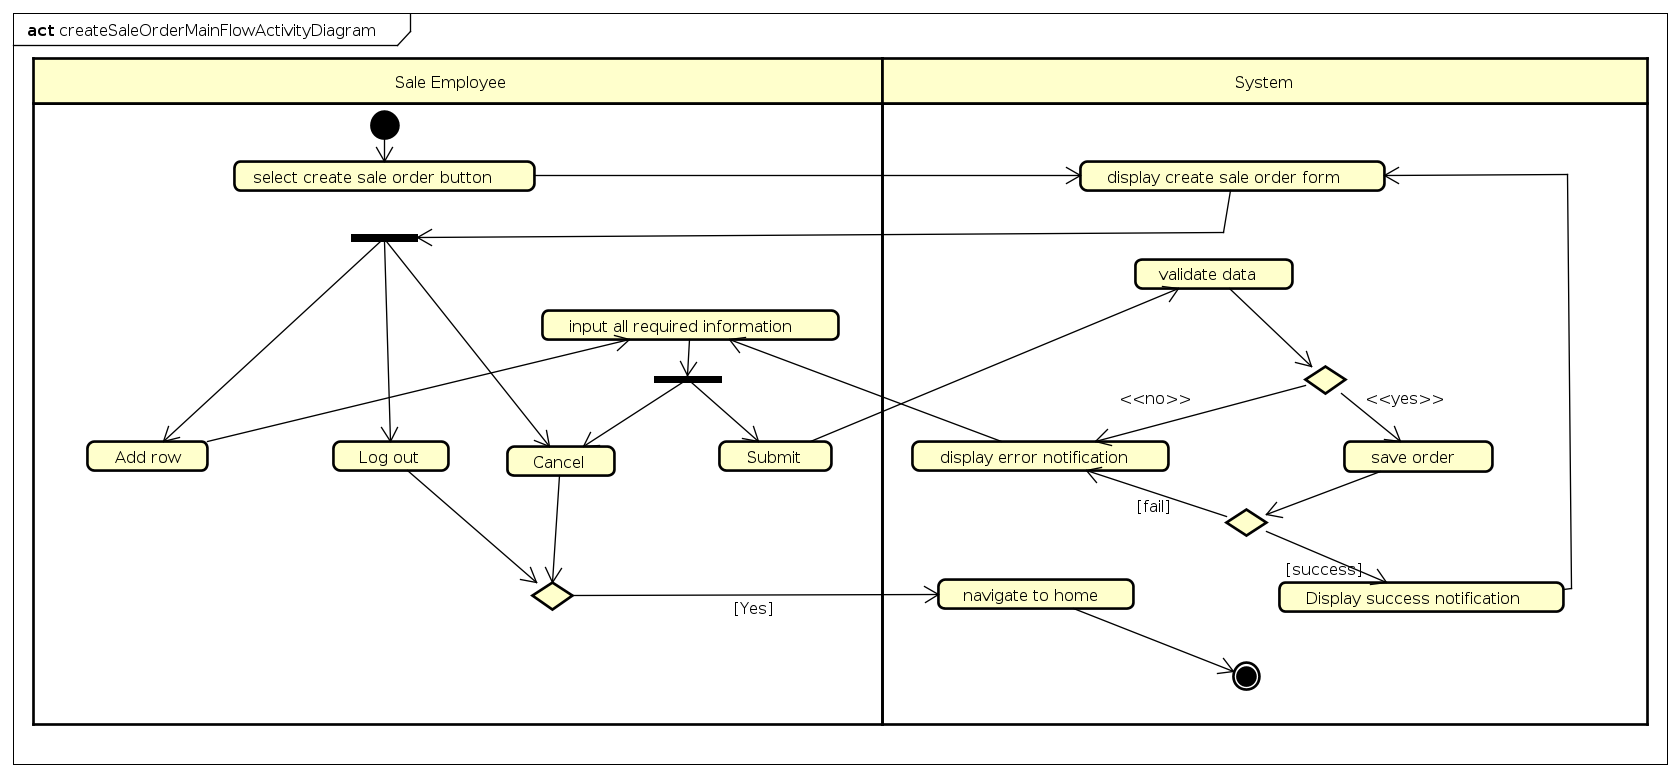 act createSaleOrderMainFlowActivityDiagram
Sale Employee
System
select create sale order button
display create sale order form
validate data
input all required information
<<no>>
<<yes>>
Add row
Log out
Cancel
Submit
display error notification
save order
[fail]
[success]
navigate to home
Display success notification
[Yes]